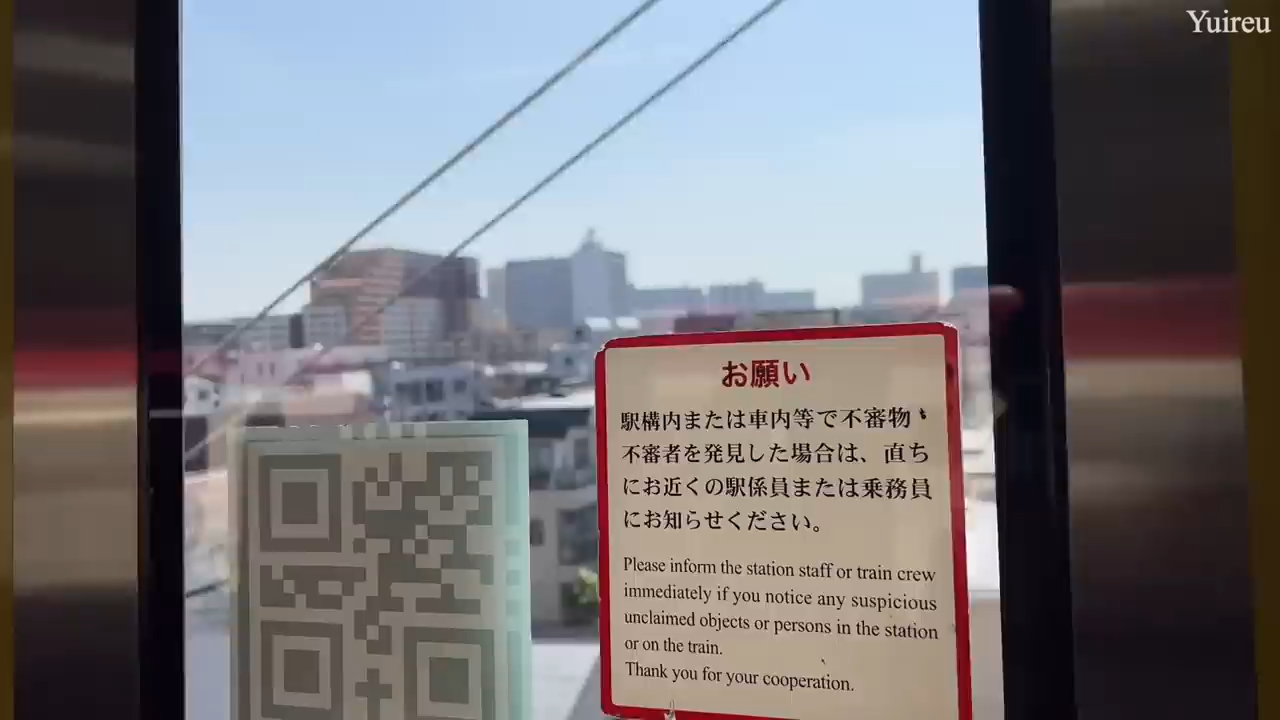 Yuireu
お願い
駅構内または車内等で不審物、
不審者を発見した場合は、直ち
にお近くの駅係員または乗務員
にお知らせください。
Please inform the station staff or train crew
immediately if you notice any suspicious
unclaimed objects or persons in the station
or on the train.
Thank you for your cooperation.